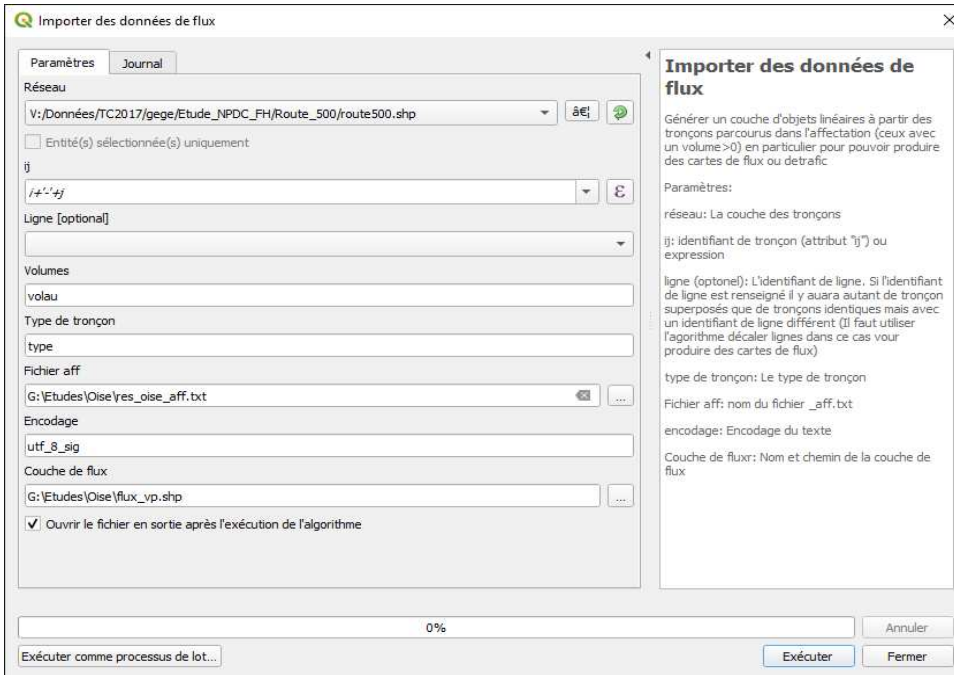 Importer des données de flux
Paramètres
Journal
Réseau
V:/Données/TC2017/gege/Etude_NPDC_FH/Route_500/route500.shp
â€¦
Entité(s) sélectionnée(s) uniquement
ij
i+'-'+j
ε
Ligne [optional]
Volumes
volau
Type de tronçon
type
Fichier aff
G:\Etudes\Oise\res_oise_aff.txt
...
Encodage
utf_8_sig
Couche de flux
G:\Etudes\Oise\flux_vp.shp
...
Ouvrir le fichier en sortie après l'exécution de l'algorithme
Importer des données de
flux
Générer un couche d'objets linéaires à partir des
tronçons parcourus dans l'affectation (ceux avec
un volume>0) en particulier pour pouvoir produire
des cartes de flux ou detrafic
Paramètres:
réseau: La couche des tronçons
ij: identifiant de tronçon (attribut "ij") ou
expression
ligne (optonel): L'identifiant de ligne. Si l'identifiant
de ligne est renseigné il y auara autant de tronçon
superposés que de tronçons identiques mais avec
un identifiant de ligne différent (Il faut utiliser
l'agorithme décaler lignes dans ce cas vour
produire des cartes de flux)
type de tronçon: Le type de tronçon
Fichier aff: nom du fichier _aff.txt
encodage: Encodage du texte
Couche de fluxr: Nom et chemin de la couche de
flux
0%
Annuler
Exécuter comme processus de lot...
Exécuter
Fermer